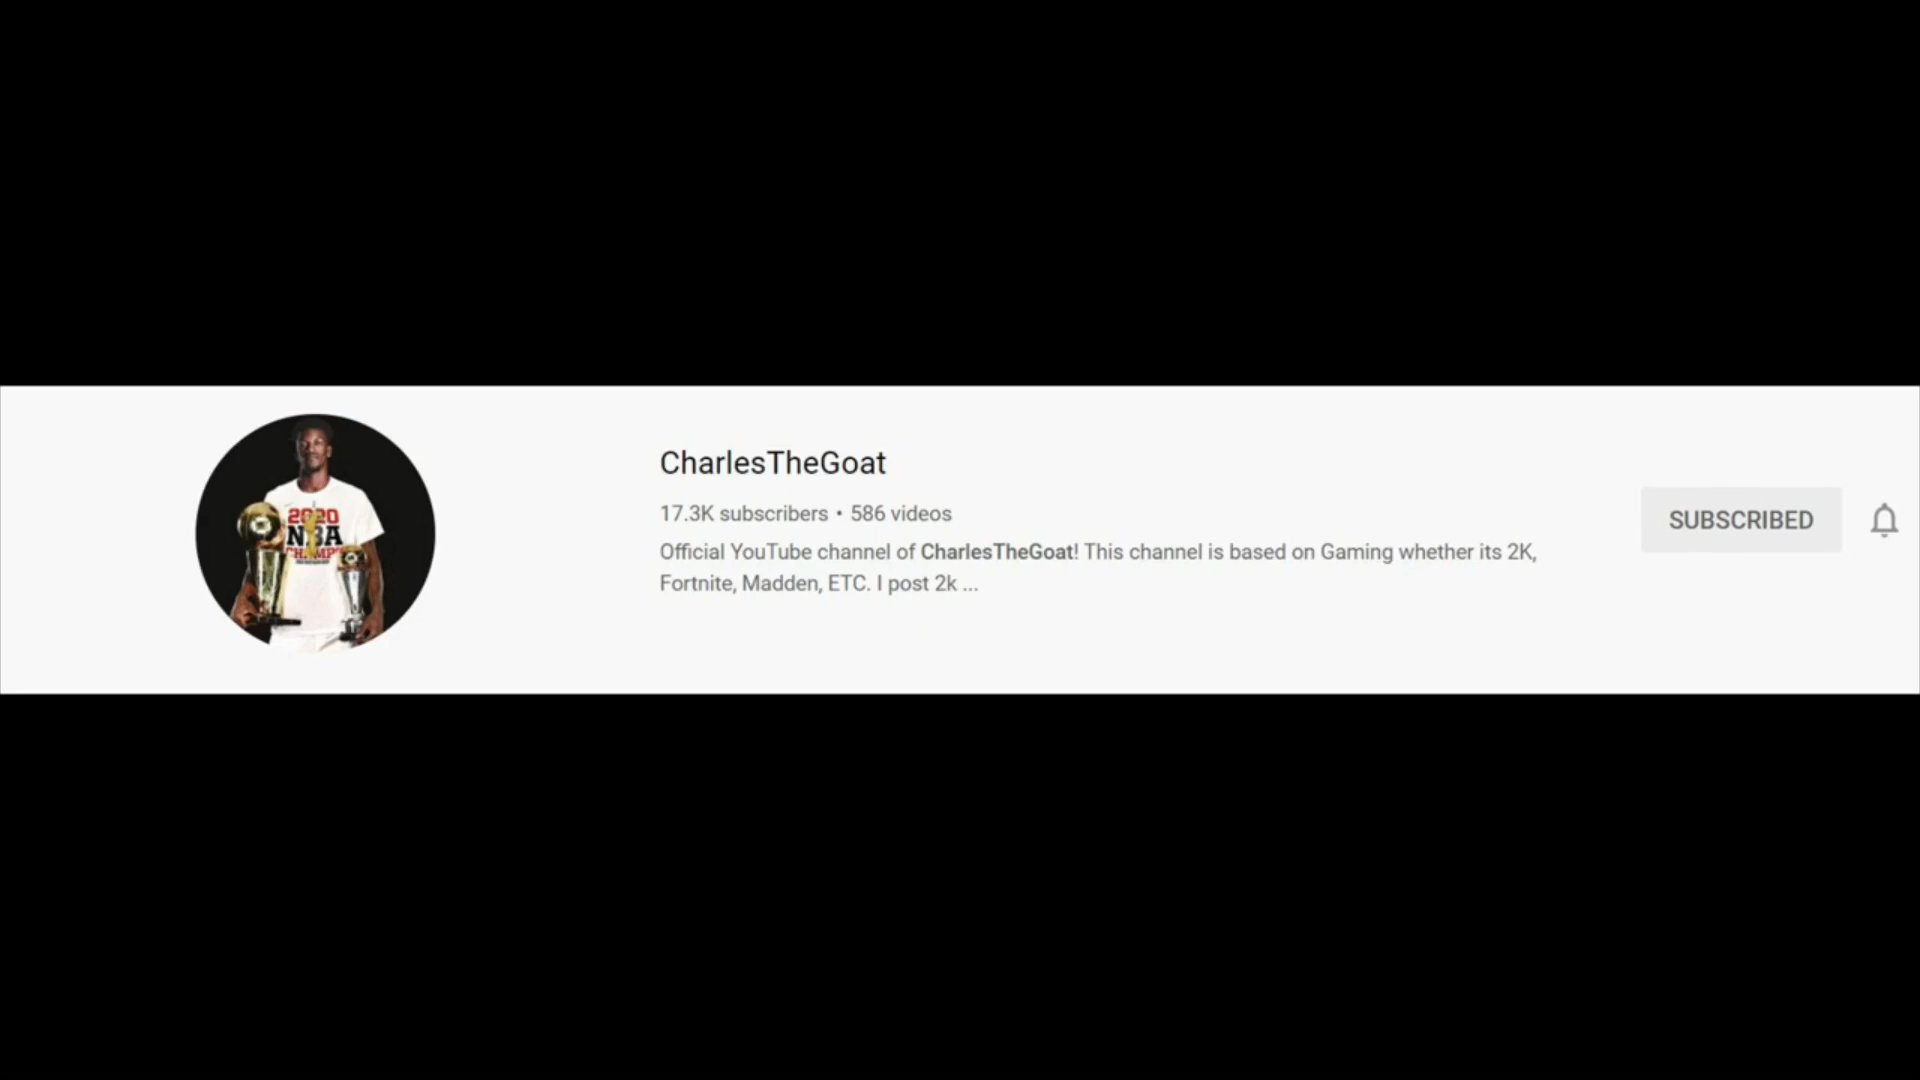 2020
NBA
CHAMPS
CharlesTheGoat
17.3K subscribers • 586 videos
Official YouTube channel of CharlesTheGoat! This channel is based on Gaming whether its 2K,
Fortnite, Madden, ETC. I post 2k ...
SUBSCRIBED